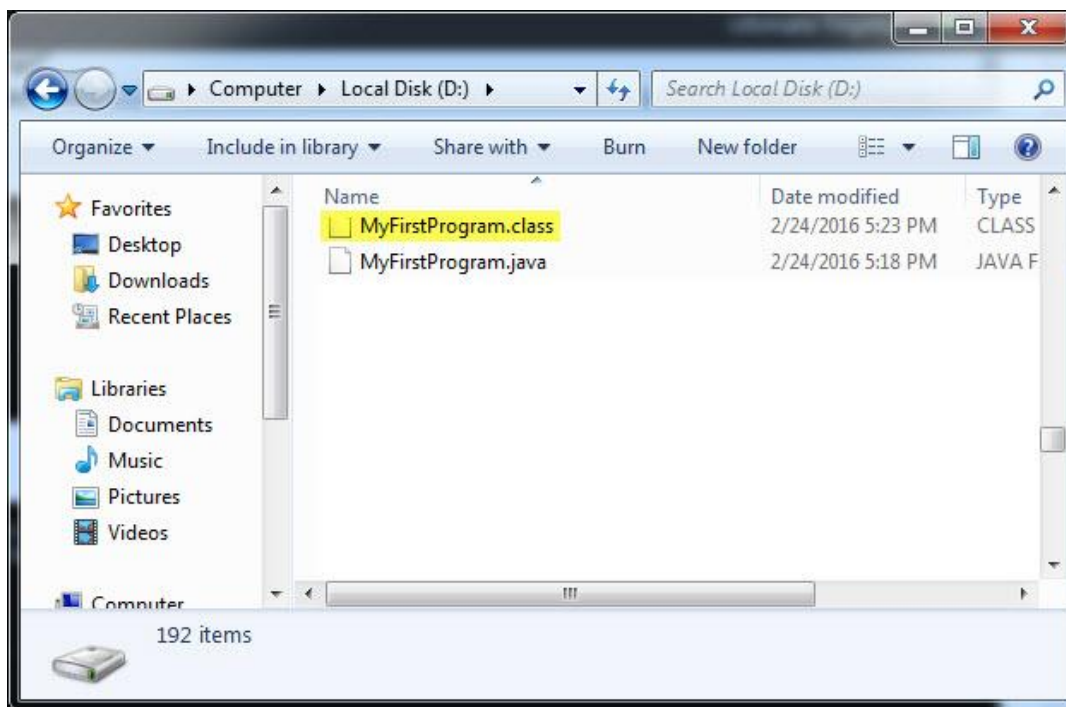 Computer Local Disk (D:) Search Local Disk (D:)
Organize Include in library Share with Burn New folder
Name Date modified Type
Favorites
MyFirstProgram.class 2/24/2016 5:23 PM CLASS
Desktop
MyFirstProgram.java 2/24/2016 5:18 PM JAVA F
Downloads
Recent Places
Libraries
Documents
Music
Pictures
Videos
Computer
192 items